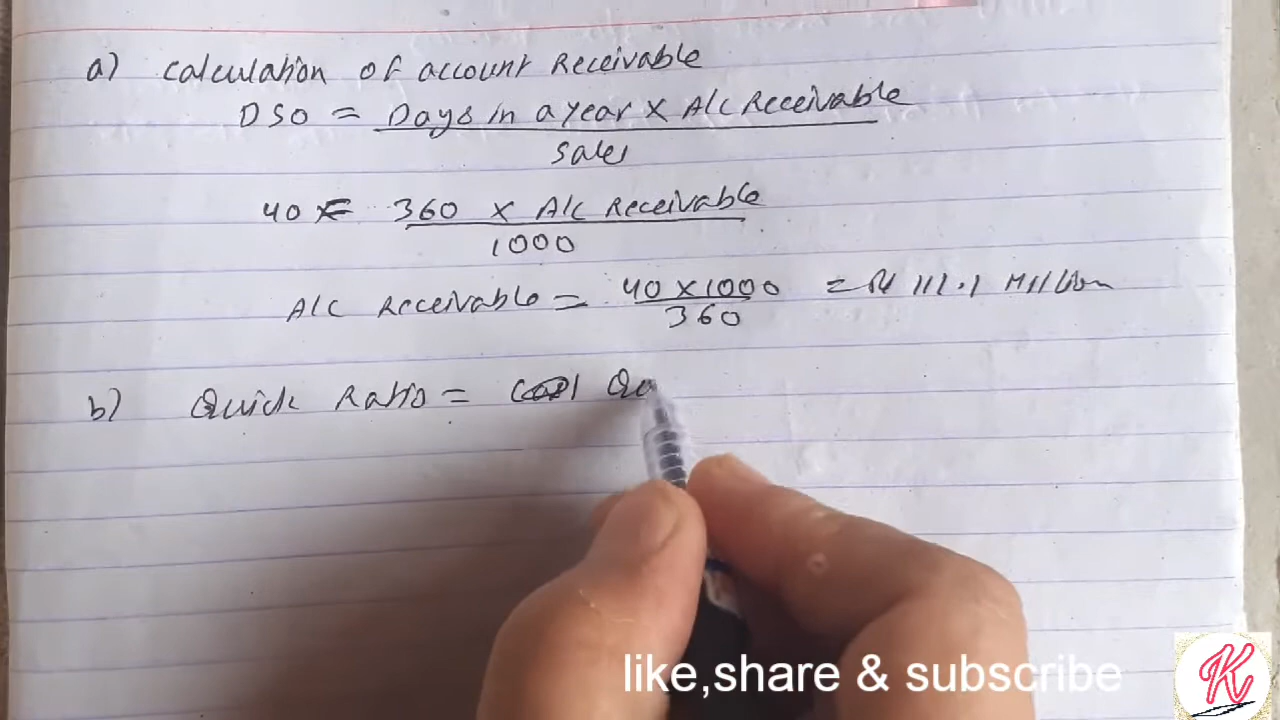 a) Calculation of account Receivable
DSO = Days in a year X A/C Receivable
Sales
40 = 360 X A/C Receivable
1000
A/C Receivable = 40 X 1000 = 111.1 Million
360
b) Quick Ratio =
like,share & subscribe
K